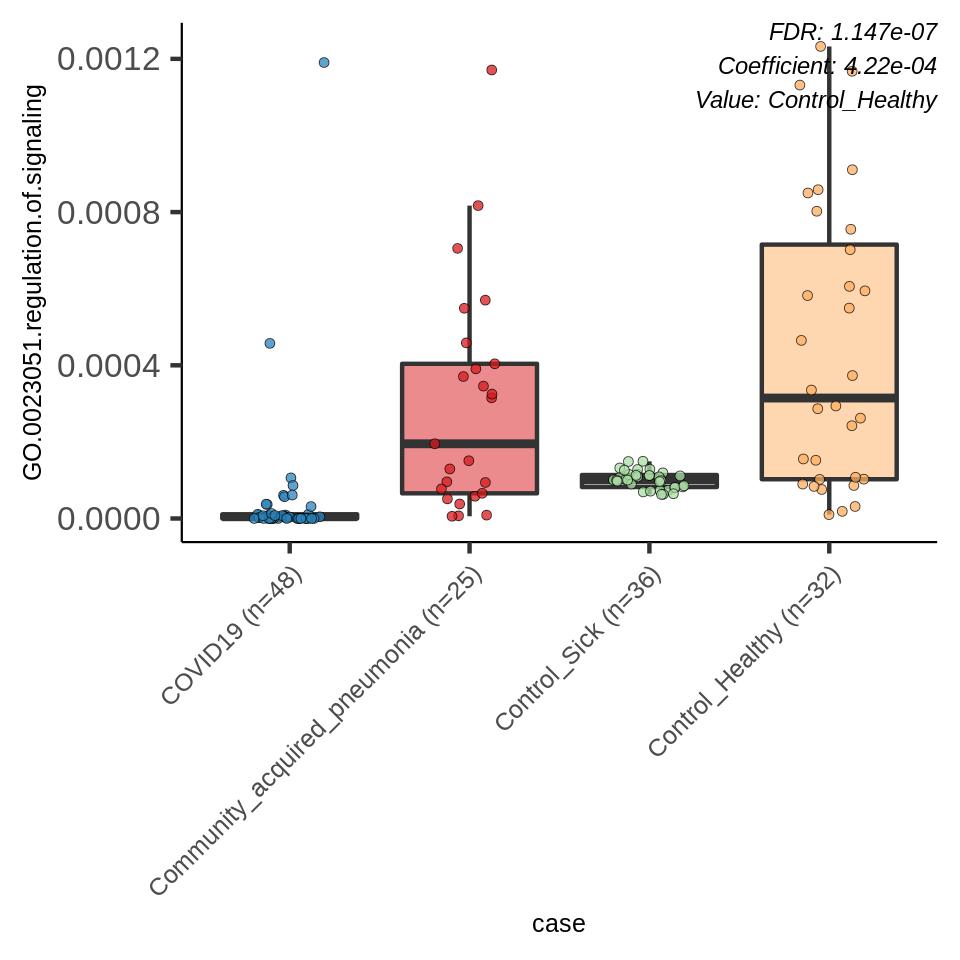 FDR: 1.147e-07
Coefficient: 4.22e-04
Value: Control_Healthy
GO.0023051.regulation.of.signaling
0.0012
0.0008
0.0004
0.0000
COVID19 (n=48)
Community_acquired_pneumonia (n=25)
Control_Sick (n=36)
Control_Healthy (n=32)
case